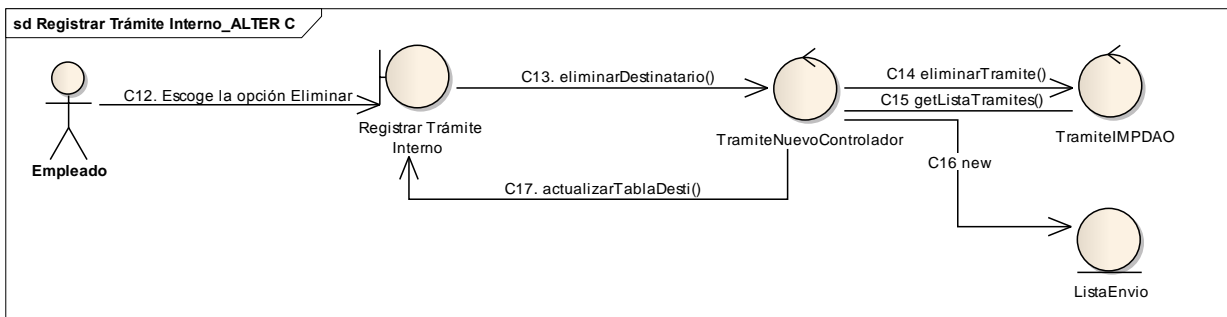 sd Registrar Trámite Interno_ALTER C
C12. Escoge la opción Eliminar
Empleado
Registrar Trámite
Interno
C13. eliminarDestinatario()
TramiteNuevoControlador
C14 eliminarTramite()
C15 getListaTramites()
TramiteIMPDAO
C16 new
C17. actualizarTablaDesti()
ListaEnvio